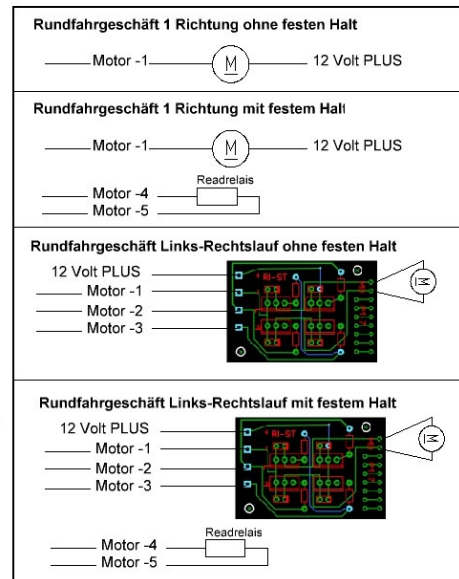 Rundfahrgeschäft 1 Richtung ohne festen Halt
Motor -1 M 12 Volt PLUS
Rundfahrgeschäft 1 Richtung mit festem Halt
Motor -1 M 12 Volt PLUS
Readrelais
Motor -4
Motor -5
Rundfahrgeschäft Links-Rechtslauf ohne festen Halt
12 Volt PLUS
RI-ST
Motor -1 M
Motor -2
Motor -3
Rundfahrgeschäft Links-Rechtslauf mit festem Halt
12 Volt PLUS
RI-ST
Motor -1 M
Motor -2
Motor -3
Readrelais
Motor -4
Motor -5